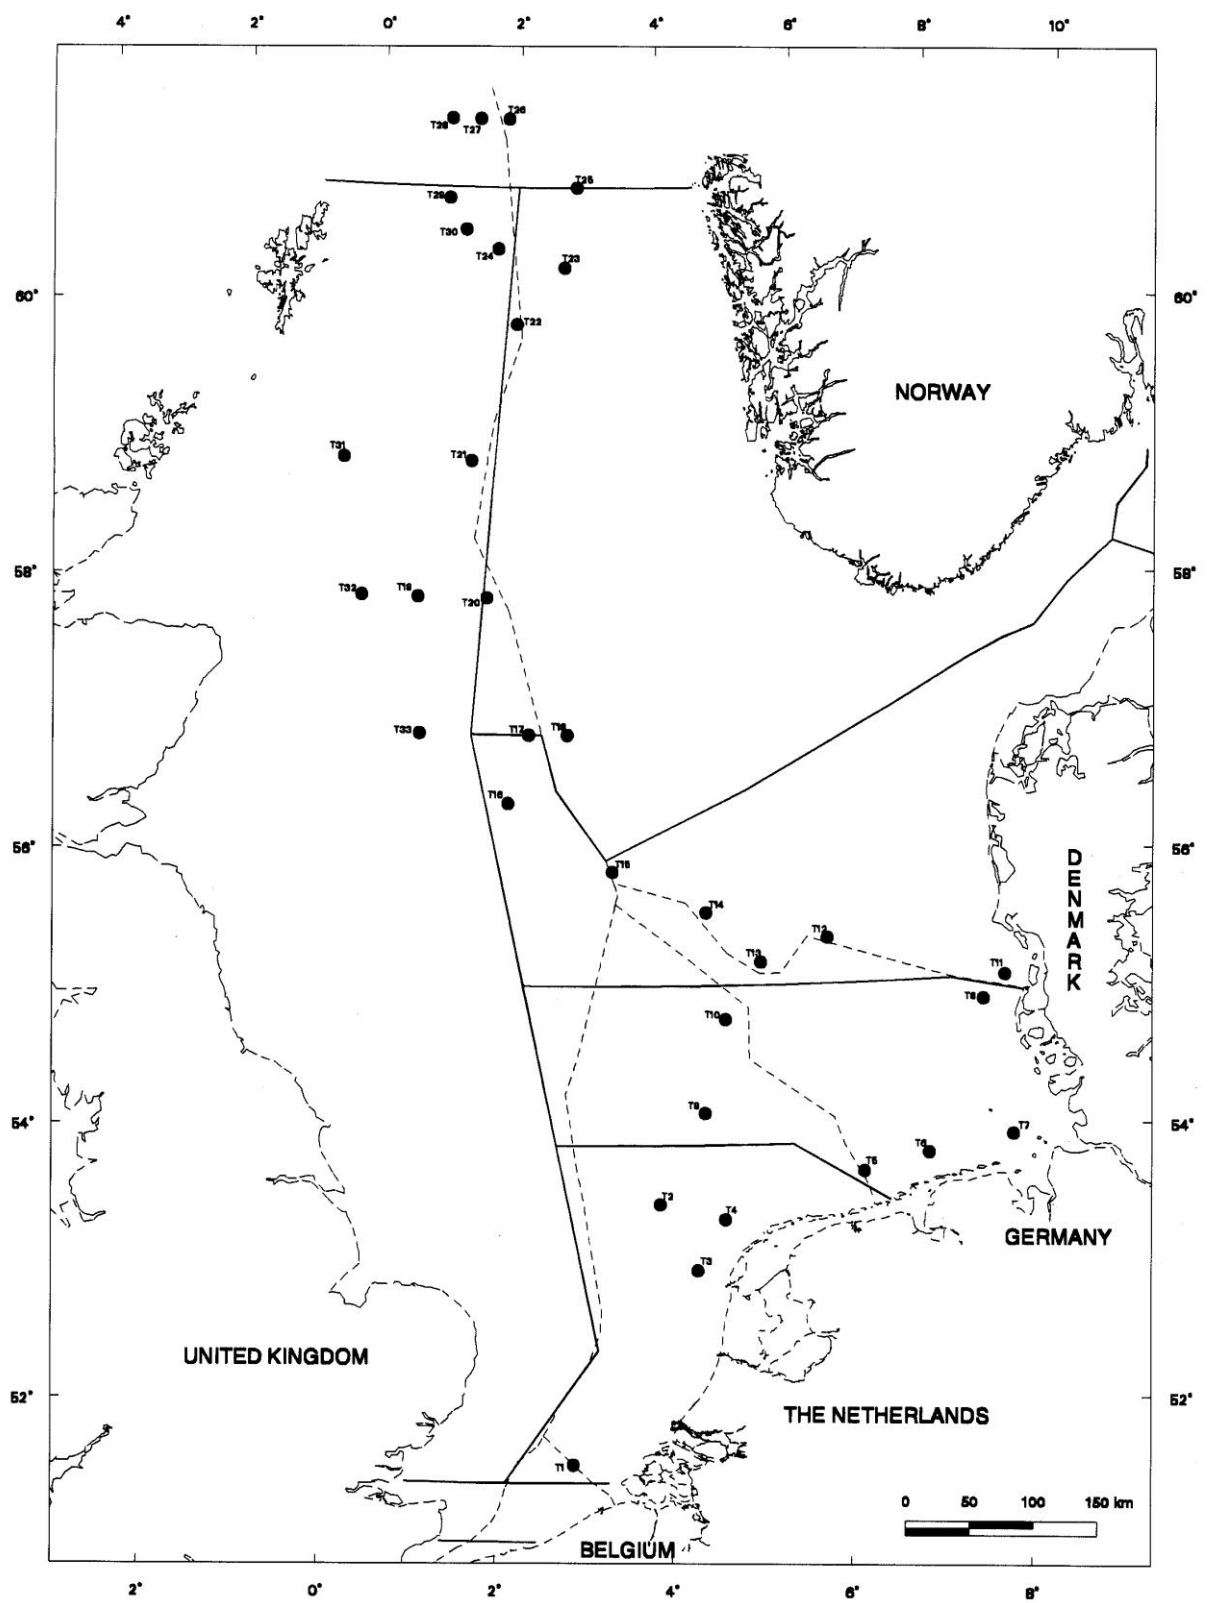 4° 2° 0° 2° 4° 6° 8° 10°
T26
T28 T27
T25
T29
T30
T24 T23
60° 60°
T22
NORWAY
T31 T21
58° 58°
T32 T19
T20
T33 T17 T18
T16
56° 56°
DENMARK
T15
T14
T12
T13 T11
T8
T10
T9
54° 54°
T7
T6
T5
T2
T4
GERMANY
T3
UNITED KINGDOM
52° 52°
THE NETHERLANDS
T1
0 50 100 150 km
BELGIUM
2° 0° 2° 4° 6° 8°